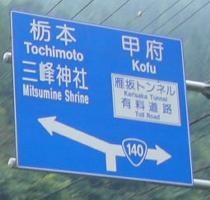 栃本
Tochimoto
三峰神社
Mitsumine Shrine
甲府
Kofu
雁坂トンネル
Karisaka Tunnel
有料道路
Toll Road
140